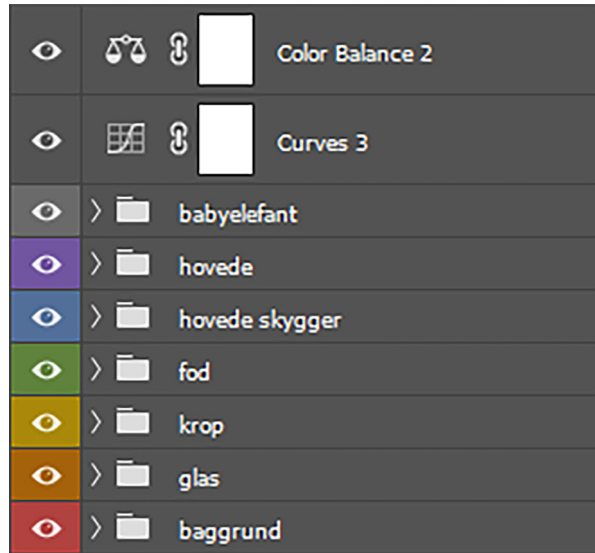 Color Balance 2
Curves 3
babyelefant
hovede
hovede skygger
fod
krop
glas
baggrund